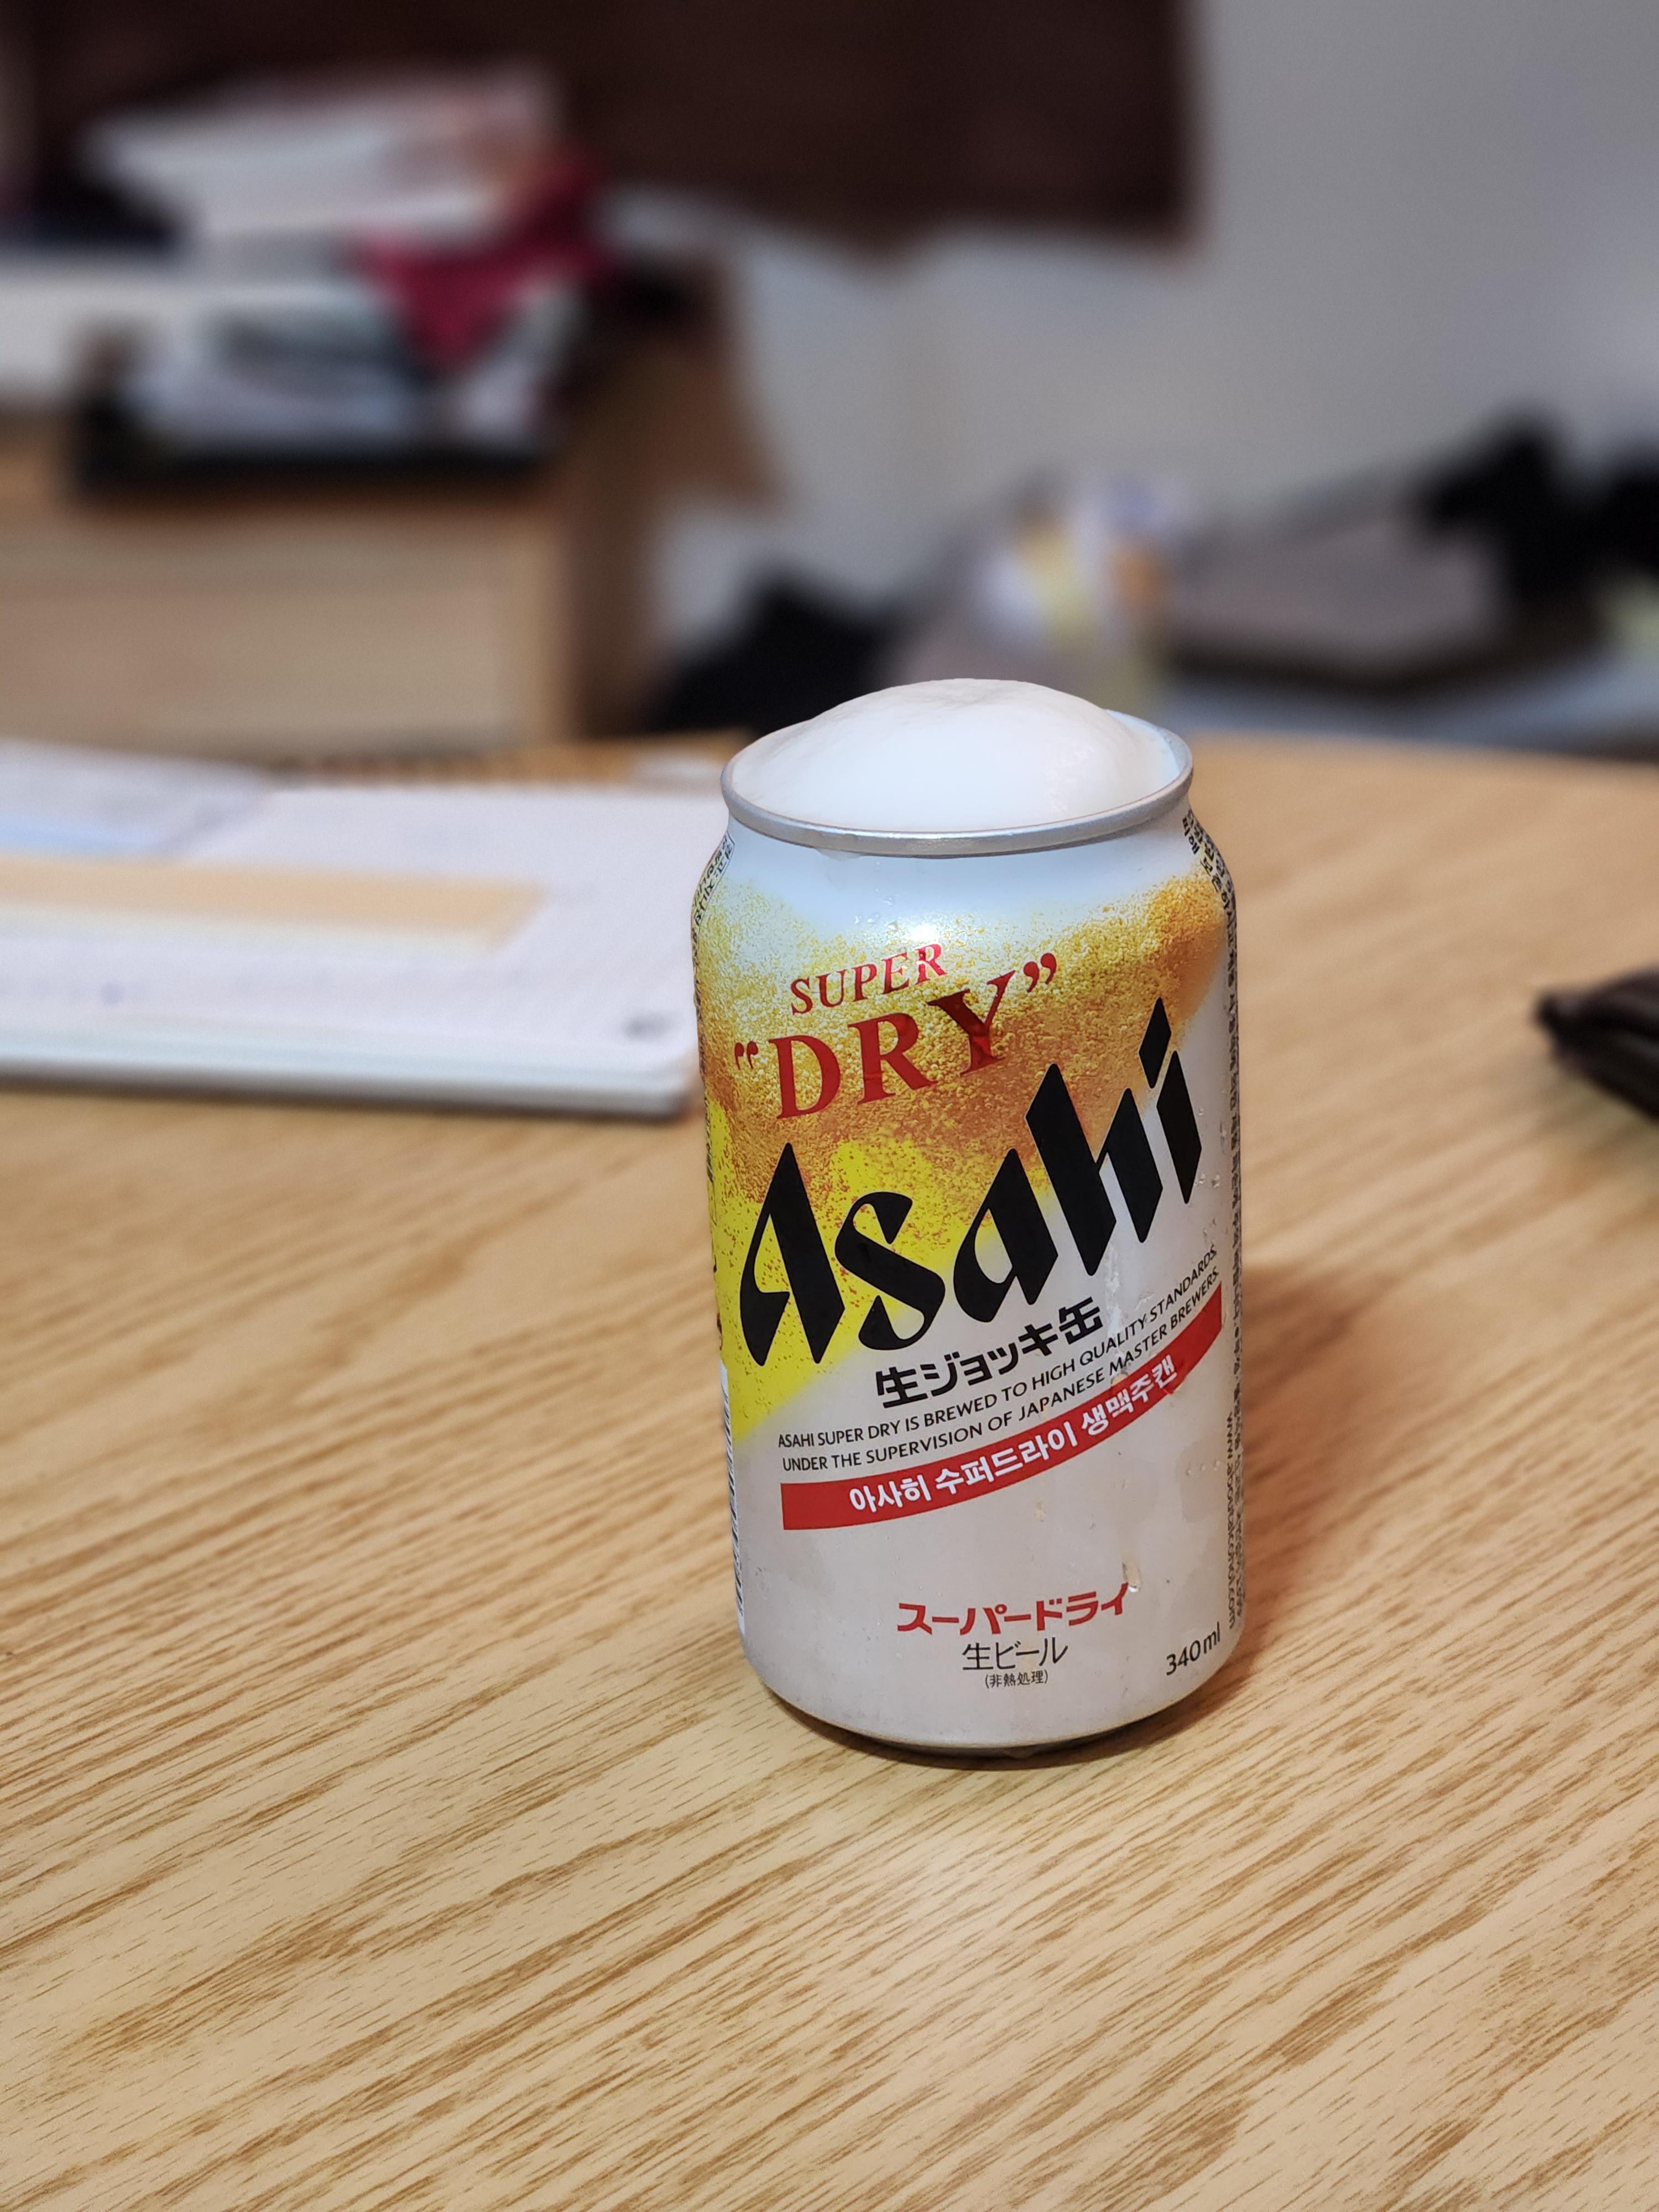 SUPER
"DRY"
Asahi
生ジョッキ缶
ASAHI SUPER DRY IS BREWED TO HIGH QUALITY STANDARDS,
UNDER THE SUPERVISION OF JAPANESE MASTER BREWERS.
아사히 수퍼드라이 생맥주캔
スーパードライ
生ビール
(非熱処理)
340ml